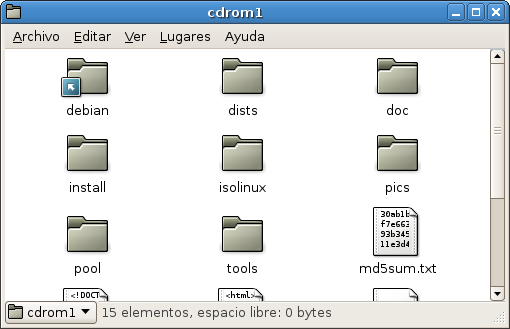 cdrom1
Archivo Editar Ver Lugares Ayuda
debian dists doc
install isolinux pics
30ab1b
f7e663
93b345
11e3d4
pool tools md5sum.txt
<!DOCT <html>
cdrom1 15 elementos, espacio libre: 0 bytes